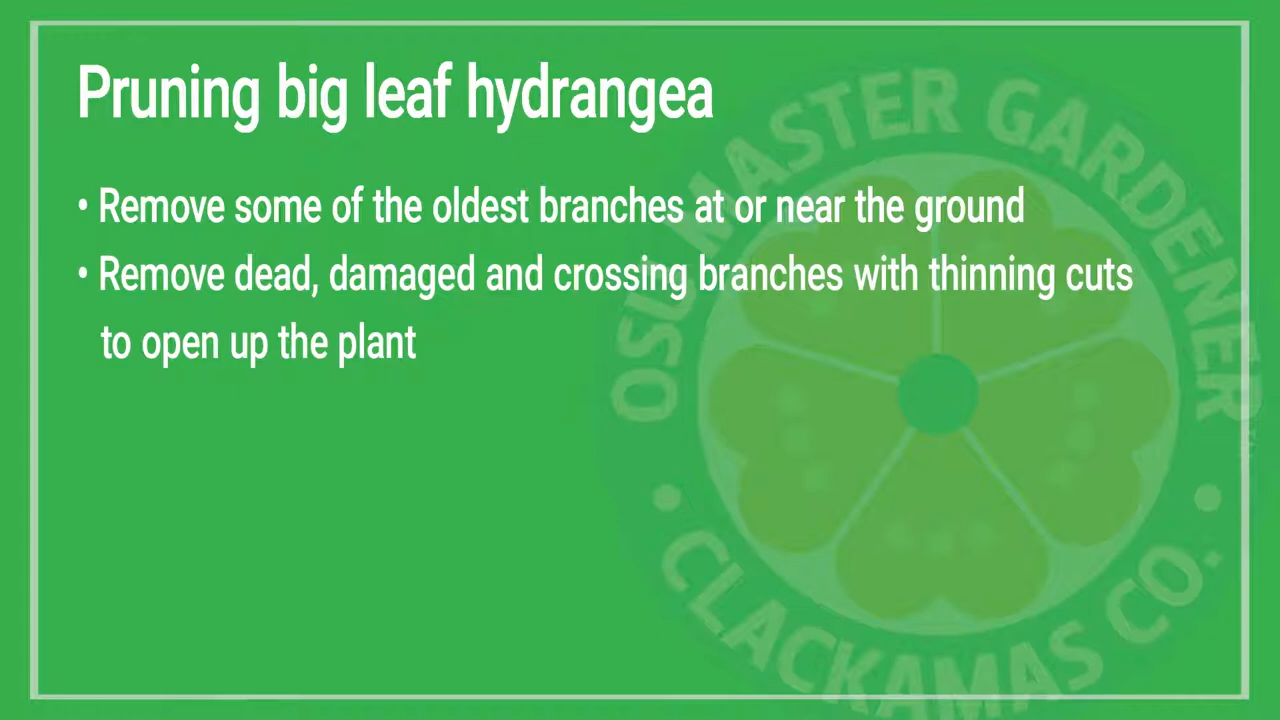 Pruning big leaf hydrangea
• Remove some of the oldest branches at or near the ground
• Remove dead, damaged and crossing branches with thinning cuts
to open up the plant
OSU MASTER GARDENER™
• CLACKAMAS CO. •